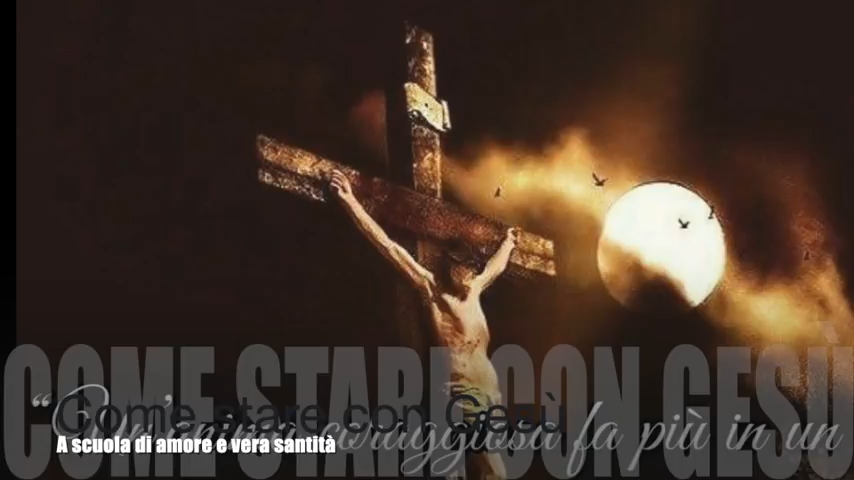 COME STARE CON GESÙ
Com'è stare con Gesù
"Un'anima coraggiosa fa più in un
A scuola di amore e vera santità